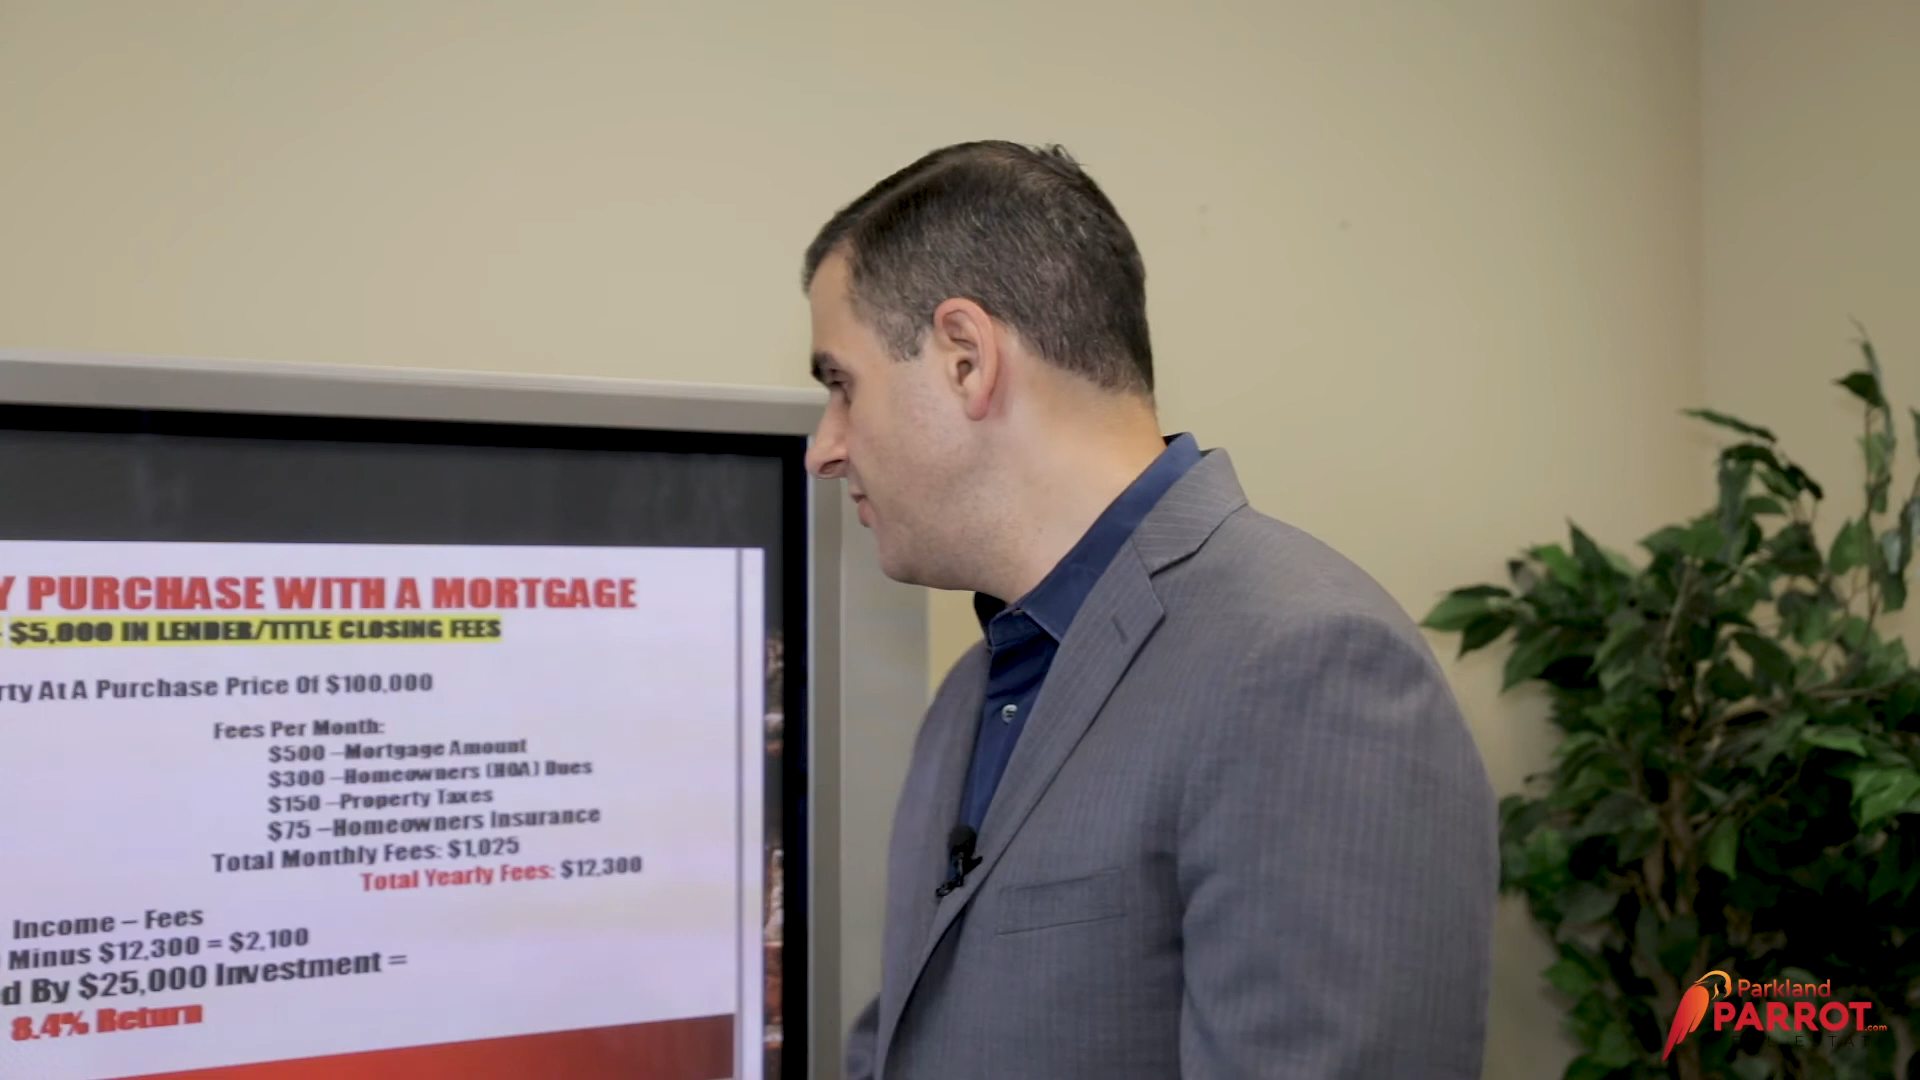 Y PURCHASE WITH A MORTGAGE
$5,000 IN LENDER/TITLE CLOSING FEES
rty At A Purchase Price Of $100,000
Fees Per Month:
$500 – Mortgage Amount
$300 – Homeowners (HOA) Dues
$150 – Property Taxes
$75 – Homeowners Insurance
Total Monthly Fees: $1,025
Total Yearly Fees: $12,300
Income – Fees
Minus $12,300 = $2,100
d By $25,000 Investment =
8.4% Return
Parkland
PARROT.com